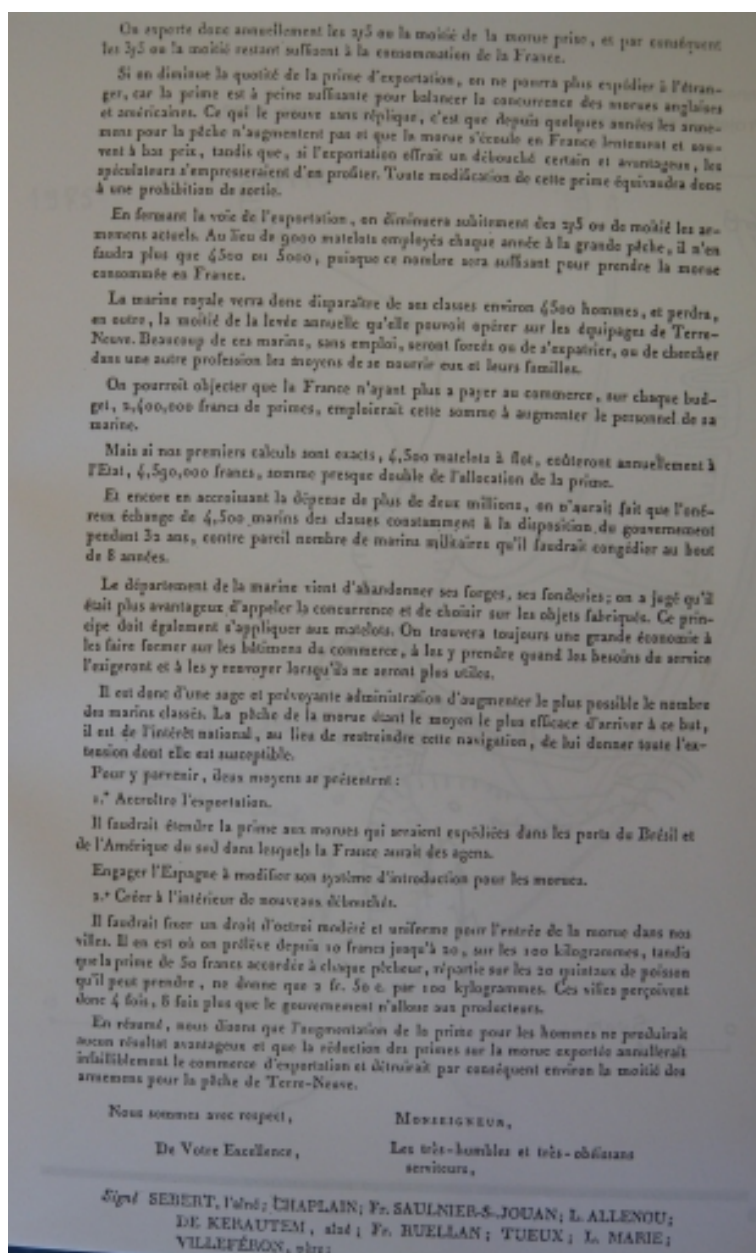 On exporte donc annuellement les 2/5 ou la moitié de la morue prise, et par conséquent
les 3/5 ou la moitié restant suffisent à la consommation de la France.
Si on diminue la quotité de la prime d'exportation, on ne pourra plus expédier à l'étran-
ger, car la prime est à peine suffisante pour balancer la concurrence des morues anglaises
et américaines. Ce qui le prouve sans réplique, c'est que depuis quelques années les arme-
mens pour la pêche n'augmentent pas et que la morue s'écoule en France lentement et sou-
vent à bas prix, tandis que, si l'exportation offrait un débouché certain et avantageux, les
spéculateurs s'empresseraient d'en profiter. Toute modification de cette prime équivaudra donc
à une prohibition de sortie.
En fermant la voie de l'exportation, on diminuera subitement des 2/5 ou de moitié les ar-
memens actuels. Au lieu de 9000 matelots employés chaque année à la grande pêche, il n'en
faudra plus que 4500 ou 5000, puisque ce nombre sera suffisant pour prendre la morue
consommée en France.
La marine royale verra donc disparaître de ses classes environ 4500 hommes, et perdra,
en outre, la moitié de la levée annuelle qu'elle pouvoit opérer sur les équipages de Terre-
Neuve. Beaucoup de ces marins, sans emploi, seront forcés ou de s'expatrier, ou de chercher
dans une autre profession les moyens de se nourrir eux et leurs familles.
On pourroit objecter que la France n'ayant plus a payer au commerce, sur chaque bud-
get, 2,400,000 francs de primes, emploierait cette somme à augmenter le personnel de sa
marine.
Mais si nos premiers calculs sont exacts, 4,500 matelots à flot, coûteront annuellement à
l'Etat, 4,590,000 francs, somme presque double de l'allocation de la prime.
Et encore en accroissant la dépense de plus de deux millions, on n'aurait fait que l'oné-
reux échange de 4,500 marins des classes constamment à la disposition du gouvernement
pendant 32 ans, contre pareil nombre de marins militaires qu'il faudrait congédier au bout
de 8 années.
Le département de la marine vient d'abandonner ses forges, ses fonderies; on a jugé qu'il
était plus avantageux d'appeler la concurrence et de choisir sur les objets fabriqués. Ce prin-
cipe doit également s'appliquer aux matelots. On trouvera toujours une grande économie à
les faire former sur les bâtimens du commerce, à les y prendre quand les besoins du service
l'exigeront et à les y renvoyer lorsqu'ils ne seront plus utiles.
Il est donc d'une sage et prévoyante administration d'augmenter le plus possible le nombre
des marins classés. La pêche de la morue étant le moyen le plus efficace d'arriver à ce but,
il est de l'intérêt national, au lieu de restreindre cette navigation, de lui donner toute l'ex-
tension dont elle est susceptible.
Pour y parvenir, deux moyens se présentent :
1.° Accroître l'exportation.
Il faudrait étendre la prime aux morues qui seraient expédiées dans les ports du Brésil et
de l'Amérique du sud dans lesquels la France aurait des agens.
Engager l'Espagne à modifier son système d'introduction pour les morues.
2.° Créer à l'intérieur de nouveaux débouchés.
Il faudrait fixer un droit d'octroi modéré et uniforme pour l'entrée de la morue dans nos
villes. Il en est où on prélève depuis 10 francs jusqu'à 20, sur les 100 kilogrammes, tandis
que la prime de 50 francs accordée à chaque pêcheur, répartie sur les 20 quintaux de poisson
qu'il peut prendre, ne donne que 2 fr. 50 c. par 100 kylogrammes. Ces villes perçoivent
donc 4 fois, 8 fois plus que le gouvernement n'alloue aux producteurs.
En résumé, nous disons que l'augmentation de la prime pour les hommes ne produirait
aucun résultat avantageux et que la réduction des primes sur la morue exportée annullerait
infailliblement le commerce d'exportation et détruirait par conséquent environ la moitié des
armemens pour la pêche de Terre-Neuve.
Nous sommes avec respect,
MONSEIGNEUR,
De Votre Excellence,
Les très-humbles et très-obéissans
serviteurs,
Signé SEBERT, l'aîné; CHAPLAIN; Fr. SAULNIER-S-JOUAN; L. ALLENOU;
DE KERAUTEM, aîné; Fr. RUELLAN; TUEUX; L. MARIE;
VILLEFÉRON, père;